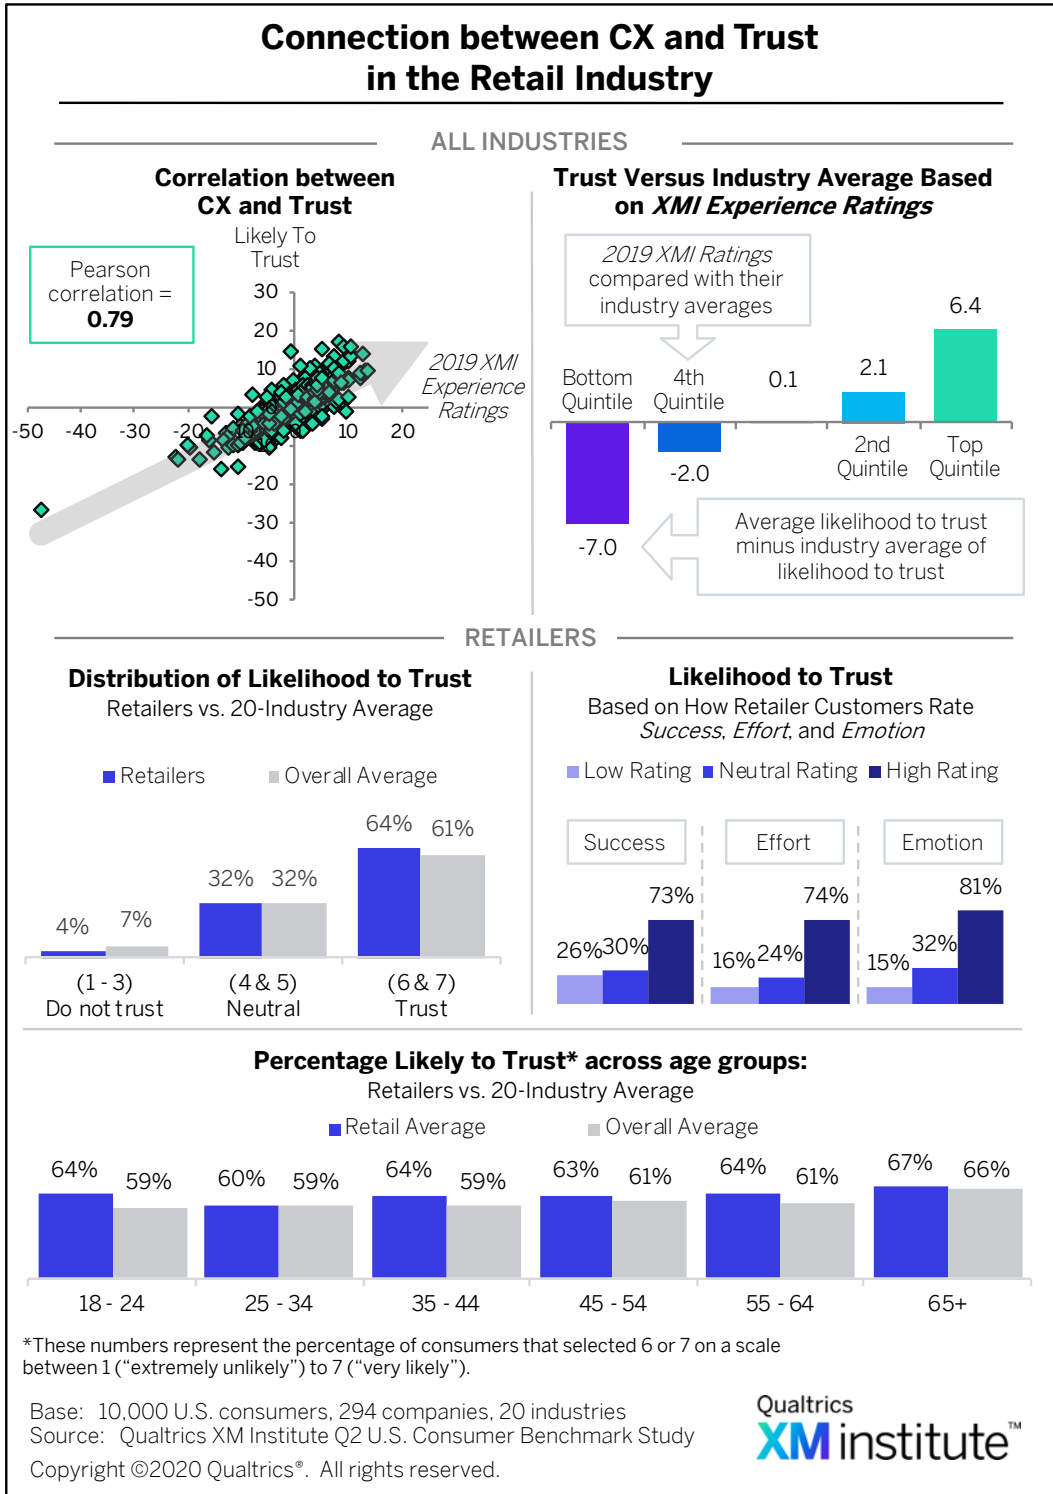 Connection between CX and Trust
in the Retail Industry
ALL INDUSTRIES
Correlation between
CX and Trust
Likely To
Trust
Pearson
correlation =
0.79
30
20
10
0
-20
-30
-40
-50
-50
-40
-30
-20
-10
0
10
20
2019 XMI
Experience
Ratings
Trust Versus Industry Average Based
on XMI Experience Ratings
2019 XMI Ratings
compared with their
industry averages
Bottom
Quintile
4th
Quintile
0.1
2.1
6.4
-7.0
-2.0
2nd
Quintile
Top
Quintile
Average likelihood to trust
minus industry average of
likelihood to trust
RETAILERS
Distribution of Likelihood to Trust
Retailers vs. 20-Industry Average
Retailers Overall Average
4% 7%
32% 32%
64% 61%
(1 - 3)
Do not trust
(4 & 5)
Neutral
(6 & 7)
Trust
Likelihood to Trust
Based on How Retailer Customers Rate
Success, Effort, and Emotion
Low Rating Neutral Rating High Rating
Success
26% 30% 73%
Effort
16% 24% 74%
Emotion
15% 32% 81%
Percentage Likely to Trust* across age groups:
Retailers vs. 20-Industry Average
Retail Average Overall Average
64% 59% 60% 59% 64% 59% 63% 61% 64% 61% 67% 66%
18 - 24 25 - 34 35 - 44 45 - 54 55 - 64 65+
*These numbers represent the percentage of consumers that selected 6 or 7 on a scale
between 1 (“extremely unlikely”) to 7 (“very likely”).
Base: 10,000 U.S. consumers, 294 companies, 20 industries
Source: Qualtrics XM Institute Q2 U.S. Consumer Benchmark Study
Copyright ©2020 Qualtrics®. All rights reserved.
Qualtrics
XM institute™